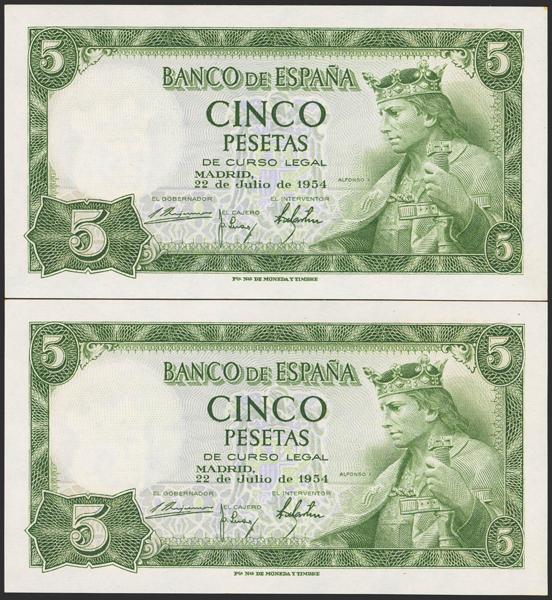 5
BANCO DE ESPAÑA
CINCO
PESETAS
DE CURSO LEGAL
MADRID,
22 de Julio de 1954
ALFONSO X
EL GOBERNADOR
EL CAJERO
EL INTERVENTOR
5
5
Fca. Nal. DE MONEDA Y TIMBRE
5
BANCO DE ESPAÑA
CINCO
PESETAS
DE CURSO LEGAL
MADRID,
22 de Julio de 1954
ALFONSO X
EL GOBERNADOR
EL CAJERO
EL INTERVENTOR
5
5
Fca. Nal. DE MONEDA Y TIMBRE